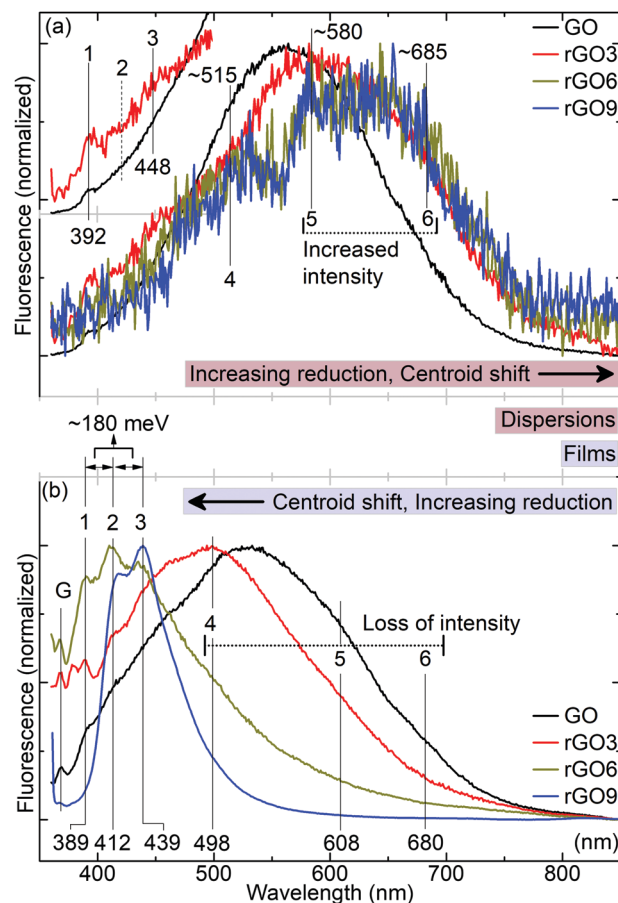 (a)
GO
rGO3
rGO6
rGO9
1
2
3
~515
~580
~685
448
392
4
5
6
Increased
intensity
Fluorescence (normalized)
Increasing reduction, Centroid shift
~180 meV
Dispersions
Films
(b)
Centroid shift, Increasing reduction
1
2
3
G
4
Loss of intensity
5
6
GO
rGO3
rGO6
rGO9
Fluorescence (normalized)
389
412
439
498
608
680
(nm)
400
500
600
700
800
Wavelength (nm)